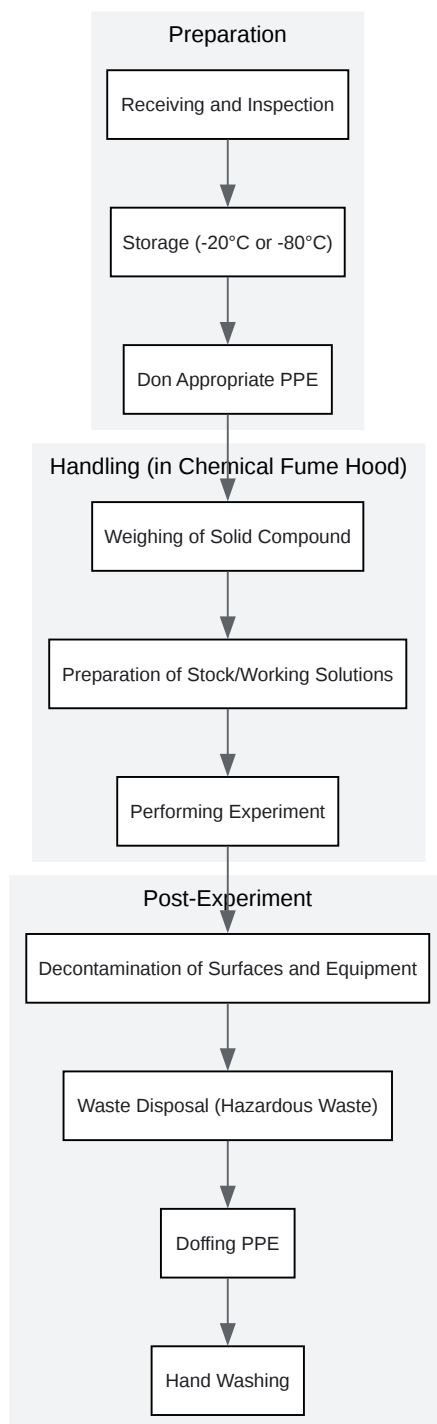 Preparation
Receiving and Inspection
Storage (-20°C or -80°C)
Don Appropriate PPE
Handling (in Chemical Fume Hood)
Weighing of Solid Compound
Preparation of Stock/Working Solutions
Performing Experiment
Post-Experiment
Decontamination of Surfaces and Equipment
Waste Disposal (Hazardous Waste)
Doffing PPE
Hand Washing